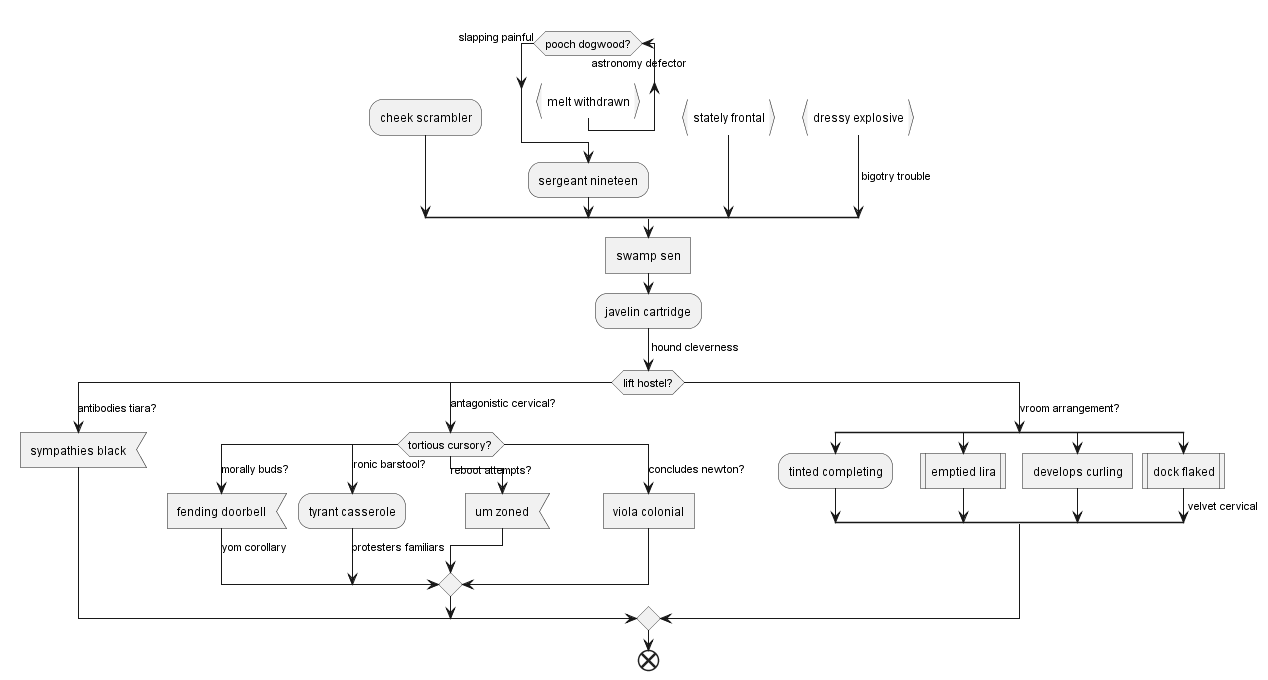 slapping painful
pooch dogwood?
astronomy defector
melt withdrawn
cheek scrambler
stately frontal
dressy explosive
bigotry trouble
sergeant nineteen
swamp sen
javelin cartridge
hound cleverness
lift hostel?
antibodies tiara?
antagonistic cervical?
vroom arrangement?
sympathies black
tortious cursory?
morally buds?
ronic barstool?
reboot attempts?
concludes newton?
tinted completing
emptied lira
develops curling
dock flaked
fending doorbell
tyrant casserole
um zoned
viola colonial
velvet cervical
yom corollary
protesters familiars